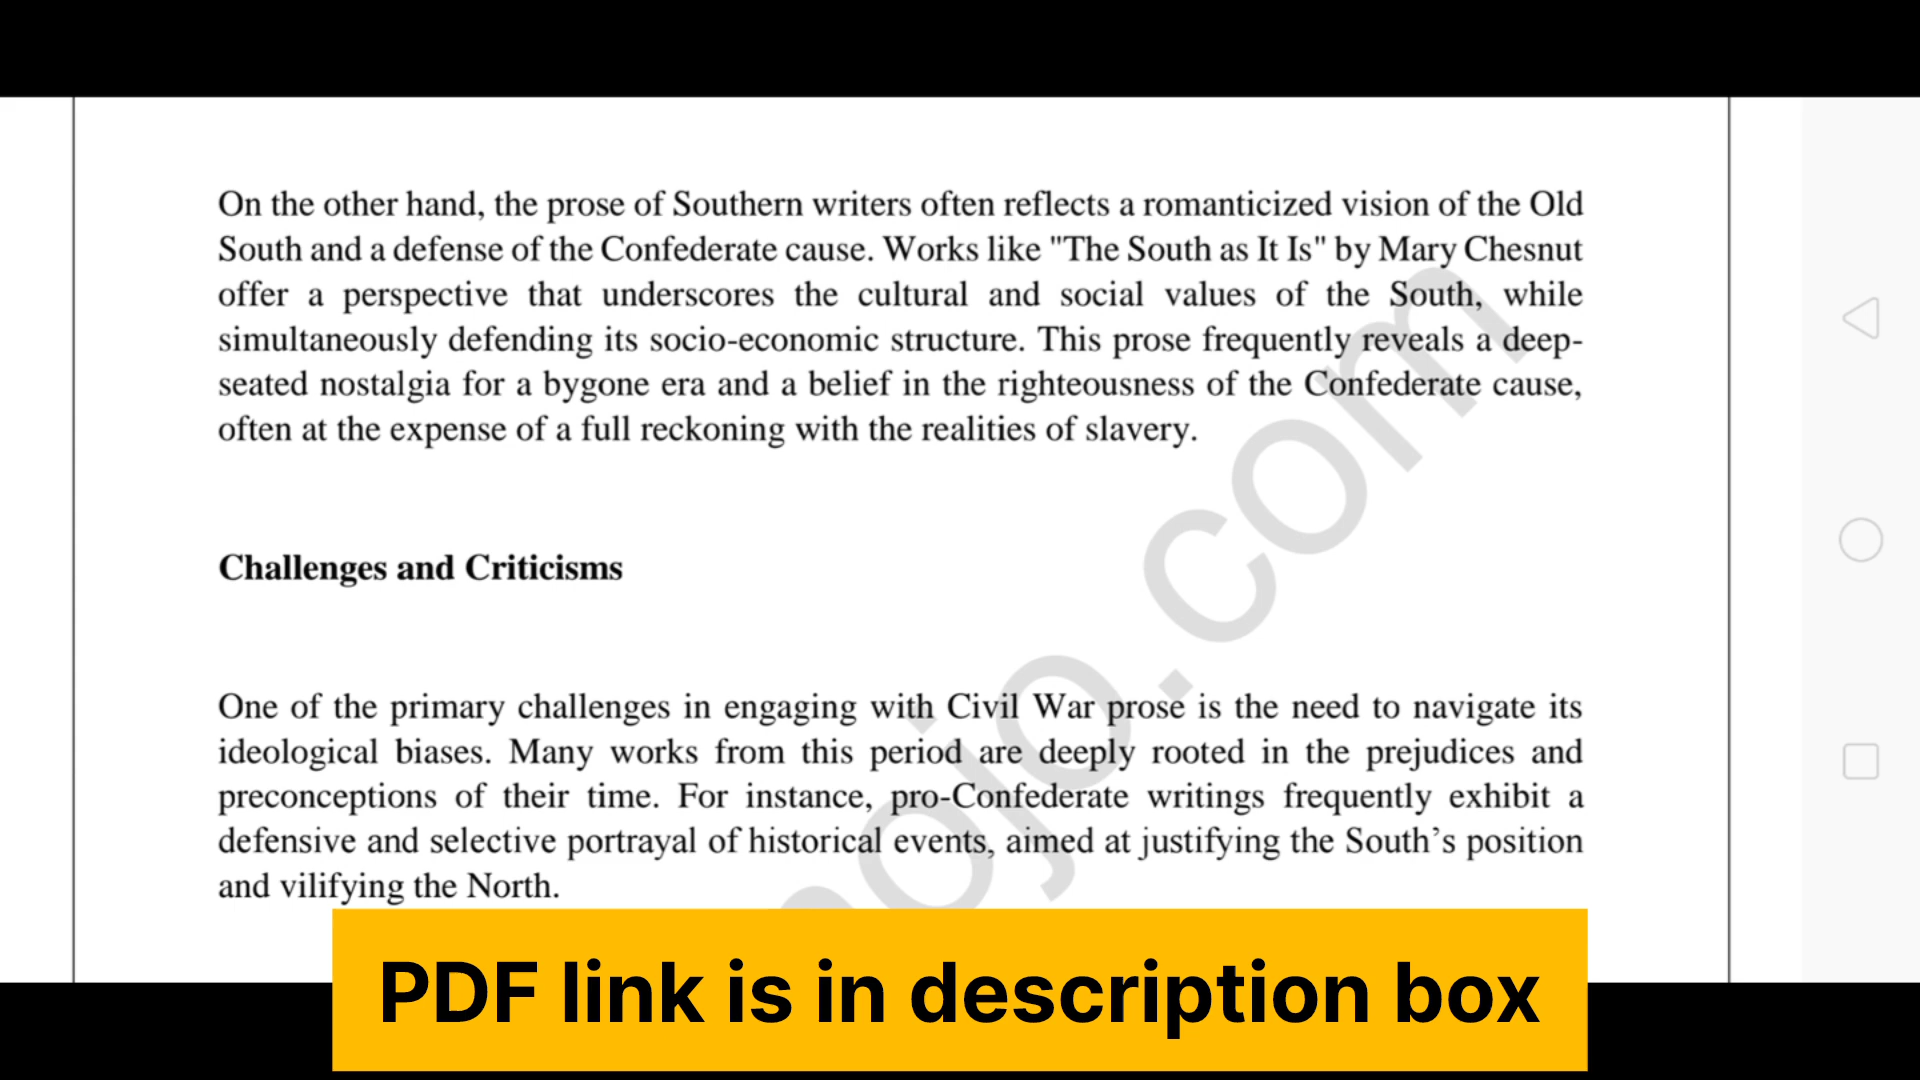 On the other hand, the prose of Southern writers often reflects a romanticized vision of the Old
South and a defense of the Confederate cause. Works like "The South as It Is" by Mary Chesnut
offer a perspective that underscores the cultural and social values of the South, while
simultaneously defending its socio-economic structure. This prose frequently reveals a deep-
seated nostalgia for a bygone era and a belief in the righteousness of the Confederate cause,
often at the expense of a full reckoning with the realities of slavery.
Challenges and Criticisms
One of the primary challenges in engaging with Civil War prose is the need to navigate its
ideological biases. Many works from this period are deeply rooted in the prejudices and
preconceptions of their time. For instance, pro-Confederate writings frequently exhibit a
defensive and selective portrayal of historical events, aimed at justifying the South’s position
and vilifying the North.
PDF link is in description box